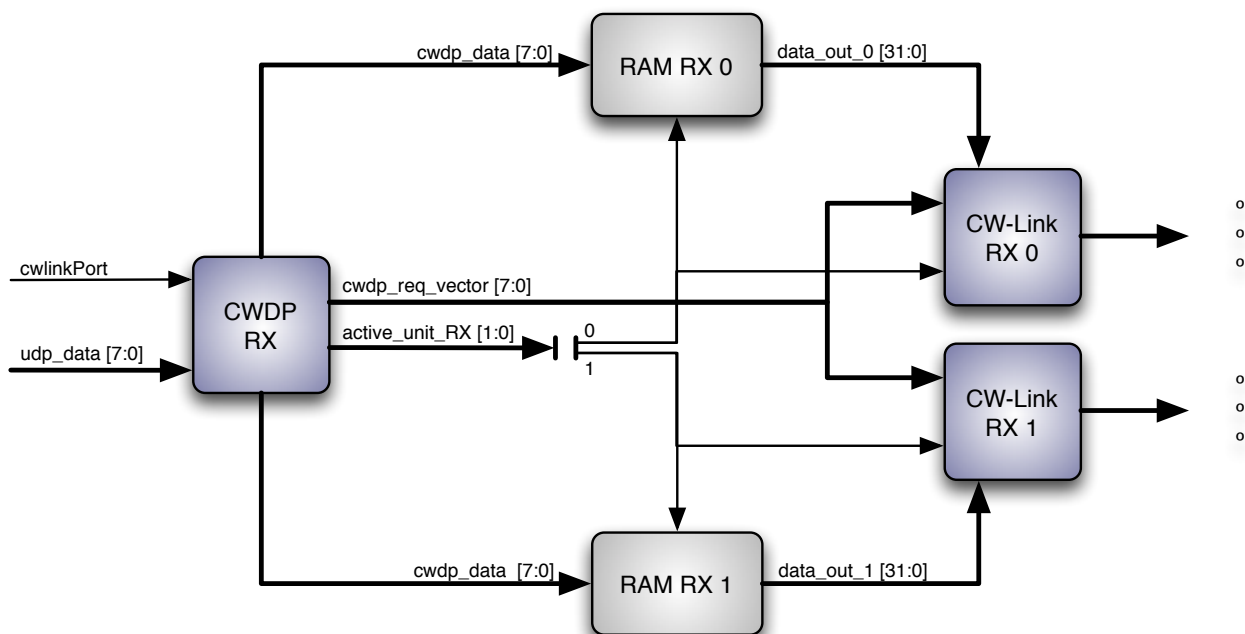 cwdp_data [7:0]
RAM RX 0
data_out_0 [31:0]
CW-Link
RX 0
o
o
o
cwlinkPort
CWDP
RX
cwdp_req_vector [7:0]
active_unit_RX [1:0]
0
1
udp_data [7:0]
CW-Link
RX 1
o
o
o
cwdp_data [7:0]
RAM RX 1
data_out_1 [31:0]